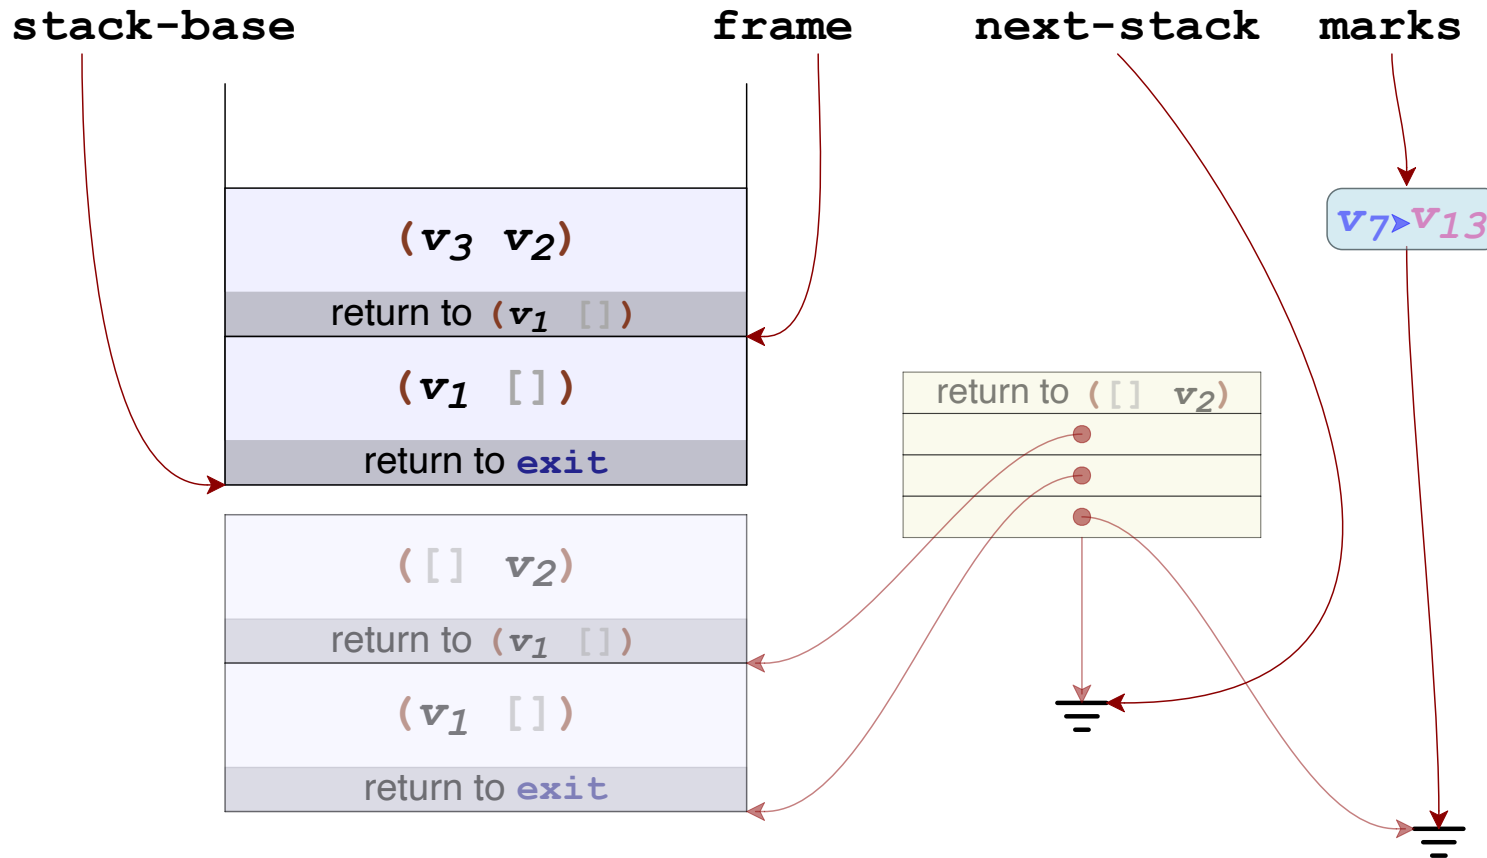 stack-base frame next-stack marks
(v3 v2)
return to (v1 [])
(v1 [])
return to exit
v7➤v13
return to ([] v2)
([] v2)
return to (v1 [])
(v1 [])
return to exit